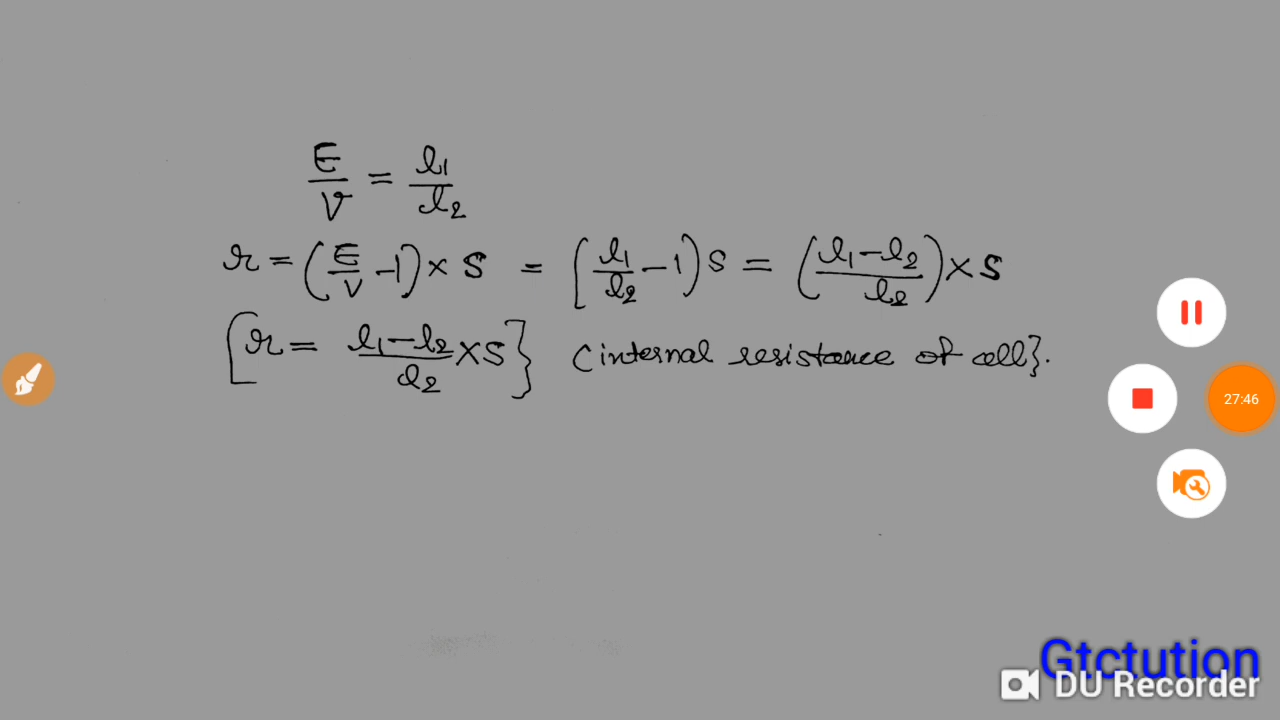 E/V = l₁/l₂
r = (E/V - 1) × S = [l₁/l₂ - 1) S = (l₁ - l₂/l₂) × S
[r = l₁ - l₂/l₂ × S} (internal resistance of cell}.
27:46
Gtctution
DU Recorder